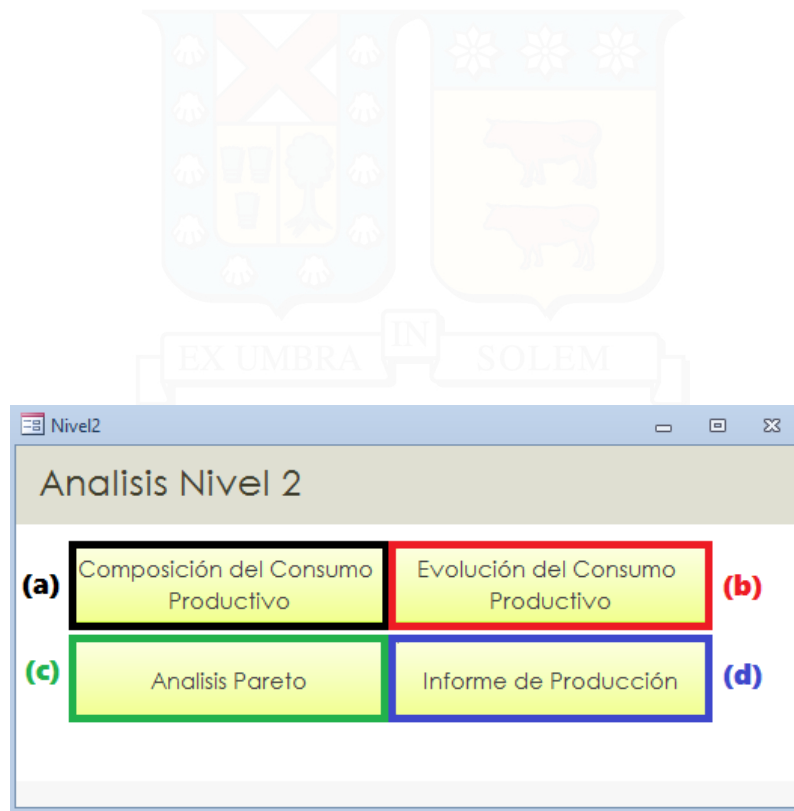 EX UMBRA IN SOLEM
Nivel2
Analisis Nivel 2
(a) Composición del Consumo Productivo
Evolución del Consumo Productivo (b)
(c) Analisis Pareto
Informe de Producción (d)